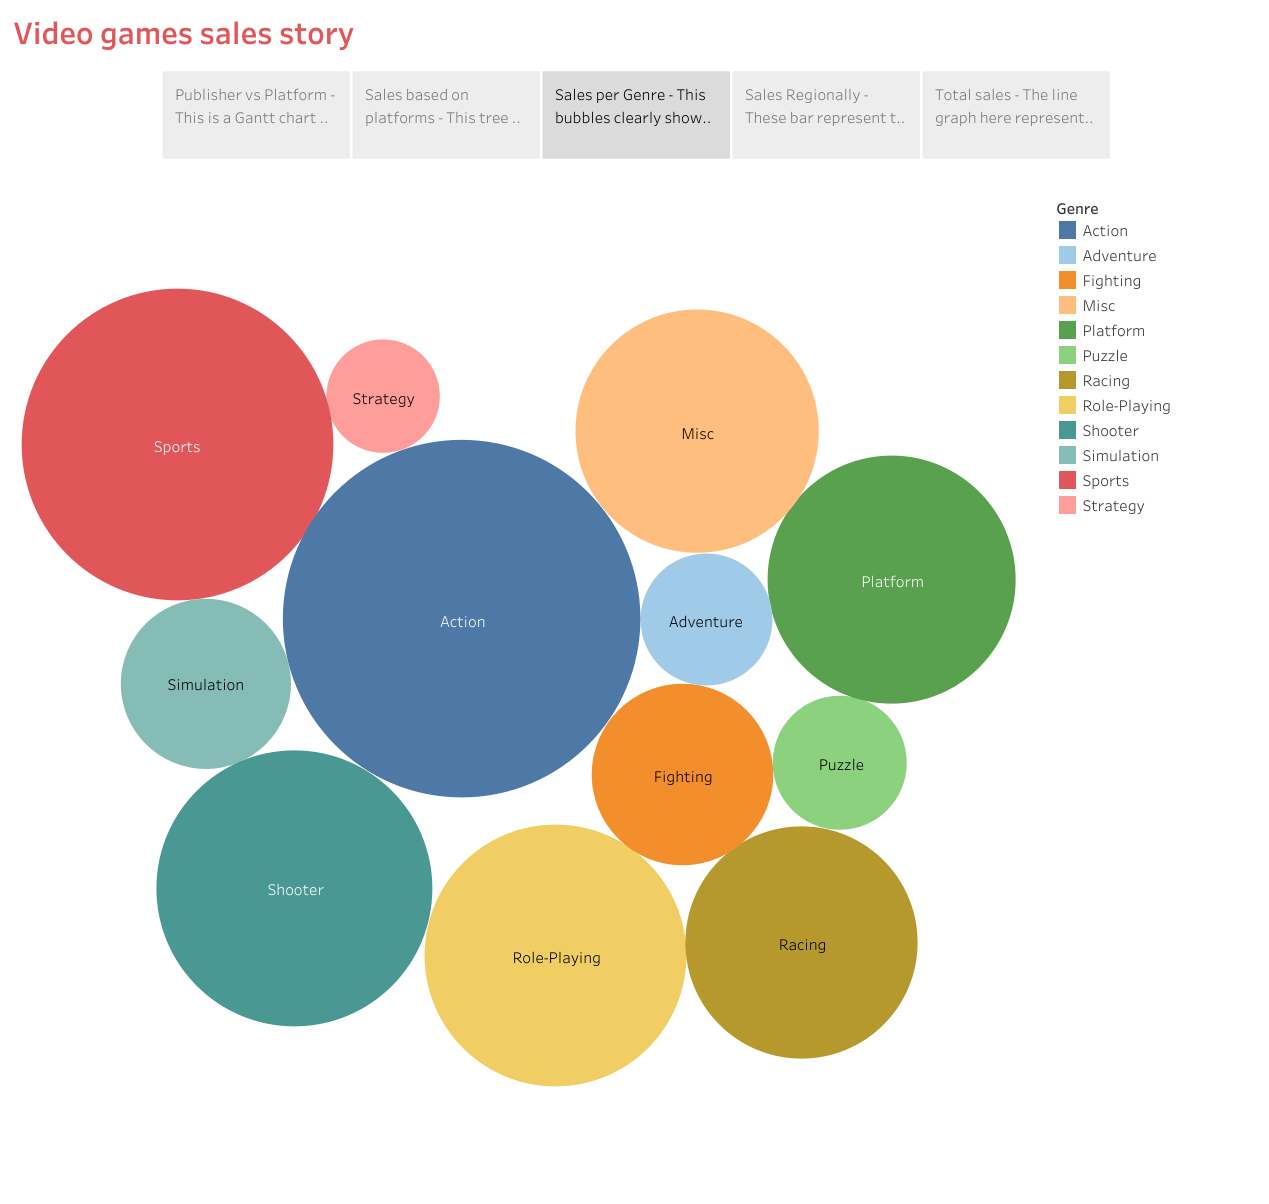 Video games sales story
Publisher vs Platform -
This is a Gantt chart ..
Sales based on
platforms - This tree ..
Sales per Genre - This
bubbles clearly show..
Sales Regionally -
These bar represent t..
Total sales - The line
graph here represent..
Genre
Action
Adventure
Fighting
Misc
Platform
Puzzle
Racing
Role-Playing
Shooter
Simulation
Sports
Strategy
Strategy
Misc
Sports
Platform
Action
Adventure
Simulation
Puzzle
Fighting
Shooter
Racing
Role-Playing